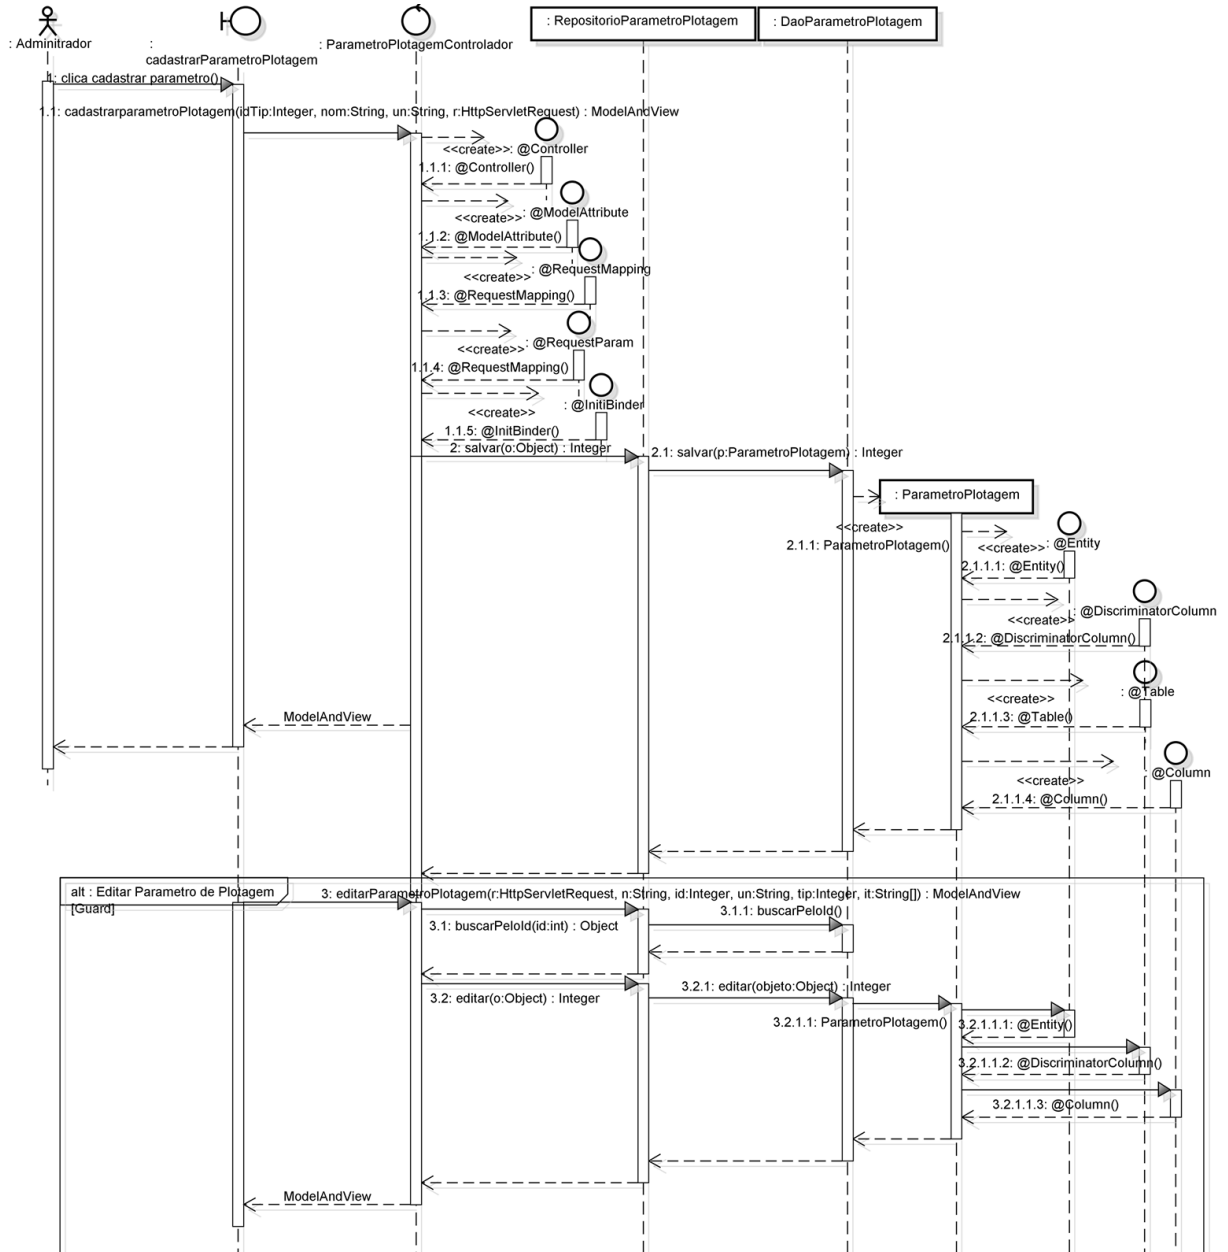 : RepositorioParametroPlotagem
: DaoParametroPlotagem
: Adminitrador
:
cadastrarParametroPlotagem
: ParametroPlotagemControlador
1: clica cadastrar parametro()
1.1: cadastrarparametroPlotagem(idTip:Integer, nom:String, un:String, r:HttpServletRequest) : ModelAndView
<<create>>
: @Controller
1.1.1: @Controller()
<<create>>
: @ModelAttribute
1.1.2: @ModelAttribute()
<<create>>
: @RequestMapping
1.1.3: @RequestMapping()
<<create>>
: @RequestParam
1.1.4: @RequestMapping()
<<create>>
: @InitiBinder
1.1.5: @InitBinder()
2: salvar(o:Object) : Integer
2.1: salvar(p:ParametroPlotagem) : Integer
: ParametroPlotagem
<<create>>
2.1.1: ParametroPlotagem()
<<create>>
: @Entity
2.1.1.1: @Entity()
<<create>>
: @DiscriminatorColumn
2.1.1.2: @DiscriminatorColumn()
<<create>>
: @Table
2.1.1.3: @Table()
ModelAndView
<<create>>
: @Column
2.1.1.4: @Column()
alt : Editar Parametro de Plotagem
[Guard]
3: editarParametroPlotagem(r:HttpServletRequest, n:String, id:Integer, un:String, tip:Integer, it:String[]) : ModelAndView
3.1: buscarPeloId(id:int) : Object
3.1.1: buscarPeloId()
3.2: editar(o:Object) : Integer
3.2.1: editar(objeto:Object) : Integer
3.2.1.1: ParametroPlotagem()
3.2.1.1.1: @Entity()
3.2.1.1.2: @DiscriminatorColumn()
3.2.1.1.3: @Column()
ModelAndView